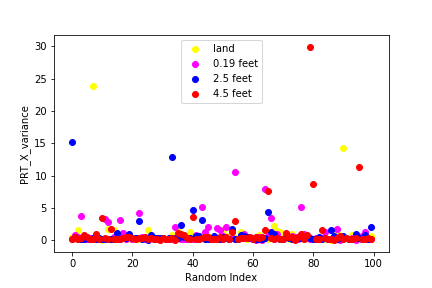 30
25
20
15
10
5
0
PRT_X_variance
land
0.19 feet
2.5 feet
4.5 feet
0 20 40 60 80 100
Random Index